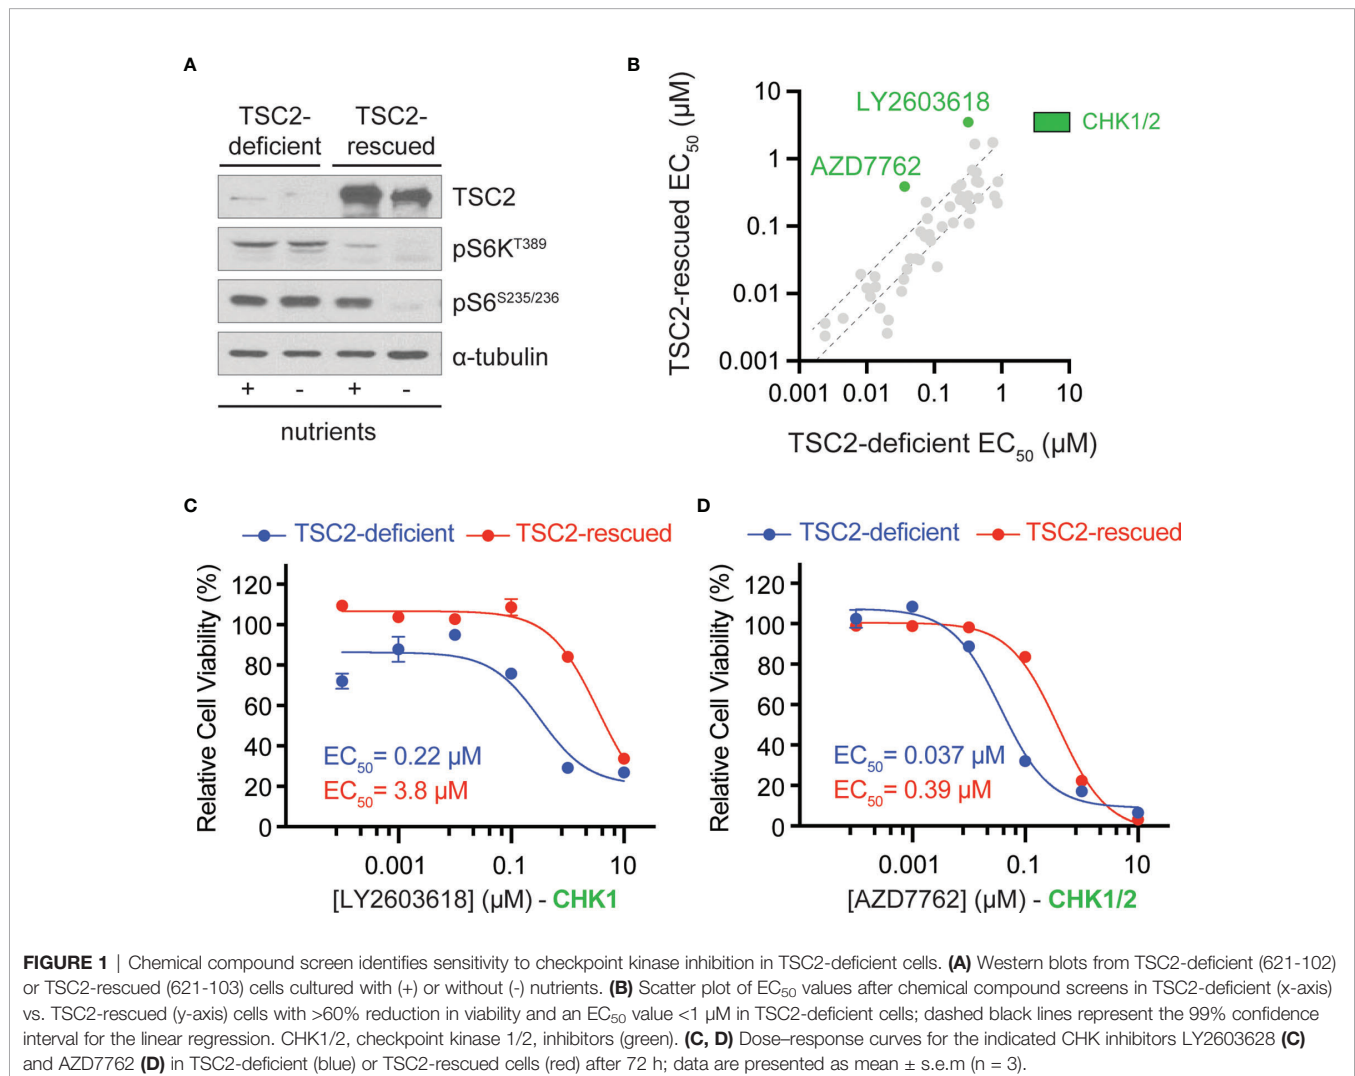 A
TSC2-
deficient
TSC2-
rescued
TSC2
pS6K^T389
pS6^S235/236
α-tubulin
+ - + -
nutrients
B
TSC2-rescued EC50 (µM)
10
1
0.1
0.01
0.001
LY2603618
AZD7762
CHK1/2
0.001 0.01 0.1 1 10
TSC2-deficient EC50 (µM)
C
TSC2-deficient TSC2-rescued
Relative Cell Viability (%)
120
100
80
60
40
20
0
EC50= 0.22 µM
EC50= 3.8 µM
0.001 0.1 10
[LY2603618] (µM) - CHK1
D
TSC2-deficient TSC2-rescued
Relative Cell Viability (%)
120
100
80
60
40
20
0
EC50= 0.037 µM
EC50= 0.39 µM
0.001 0.1 10
[AZD7762] (µM) - CHK1/2
FIGURE 1 | Chemical compound screen identifies sensitivity to checkpoint kinase inhibition in TSC2-deficient cells. (A) Western blots from TSC2-deficient (621-102)
or TSC2-rescued (621-103) cells cultured with (+) or without (-) nutrients. (B) Scatter plot of EC50 values after chemical compound screens in TSC2-deficient (x-axis)
vs. TSC2-rescued (y-axis) cells with >60% reduction in viability and an EC50 value <1 µM in TSC2-deficient cells; dashed black lines represent the 99% confidence
interval for the linear regression. CHK1/2, checkpoint kinase 1/2, inhibitors (green). (C, D) Dose–response curves for the indicated CHK inhibitors LY2603628 (C)
and AZD7762 (D) in TSC2-deficient (blue) or TSC2-rescued cells (red) after 72 h; data are presented as mean ± s.e.m (n = 3).